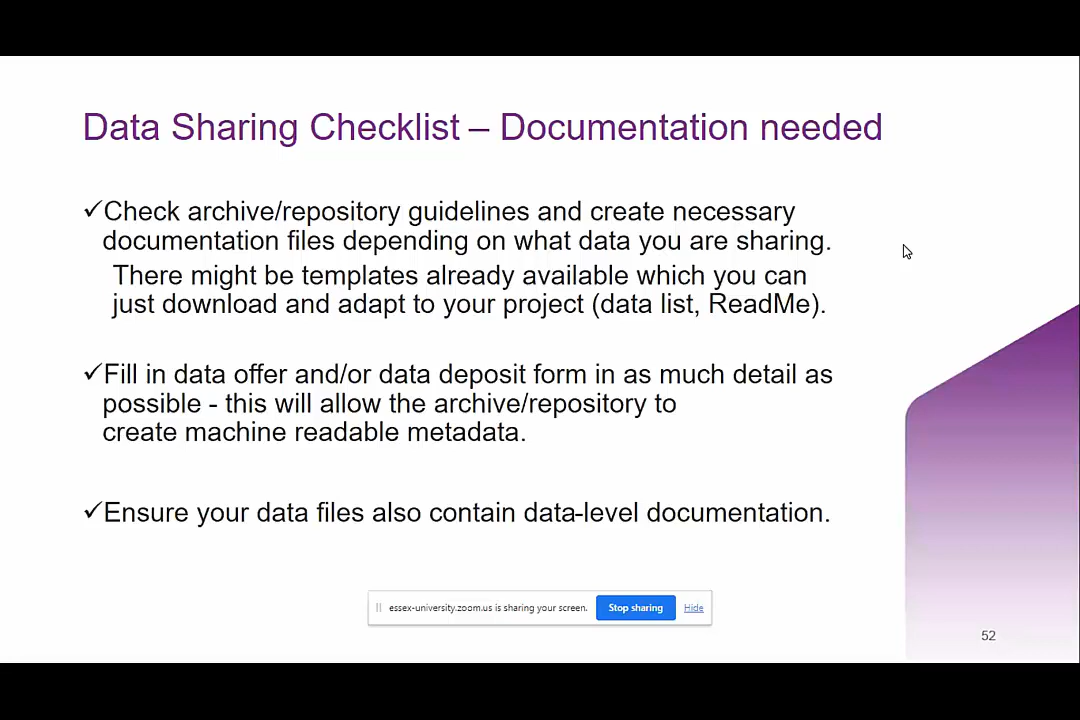 Data Sharing Checklist – Documentation needed
✓Check archive/repository guidelines and create necessary
documentation files depending on what data you are sharing.
There might be templates already available which you can
just download and adapt to your project (data list, ReadMe).
✓Fill in data offer and/or data deposit form in as much detail as
possible - this will allow the archive/repository to
create machine readable metadata.
✓Ensure your data files also contain data-level documentation.
essex-university.zoom.us is sharing your screen. Stop sharing Hide
52